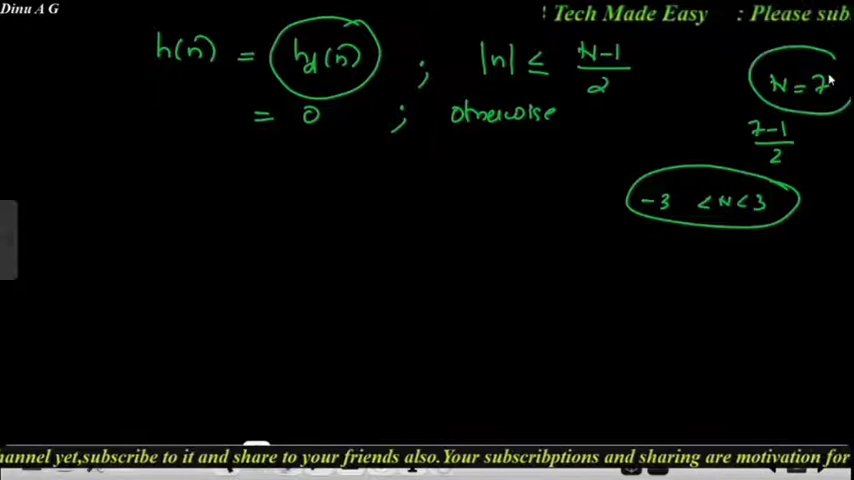 Dinu A G
: Tech Made Easy : Please sub
h(n) = hd(n) ; |n| ≤ N-1/2
= 0 ; otherwise
N = 7
7-1/2
-3 < N < 3
hannel yet,subscribe to it and share to your friends also.Your subscribptions and sharing are motivation for